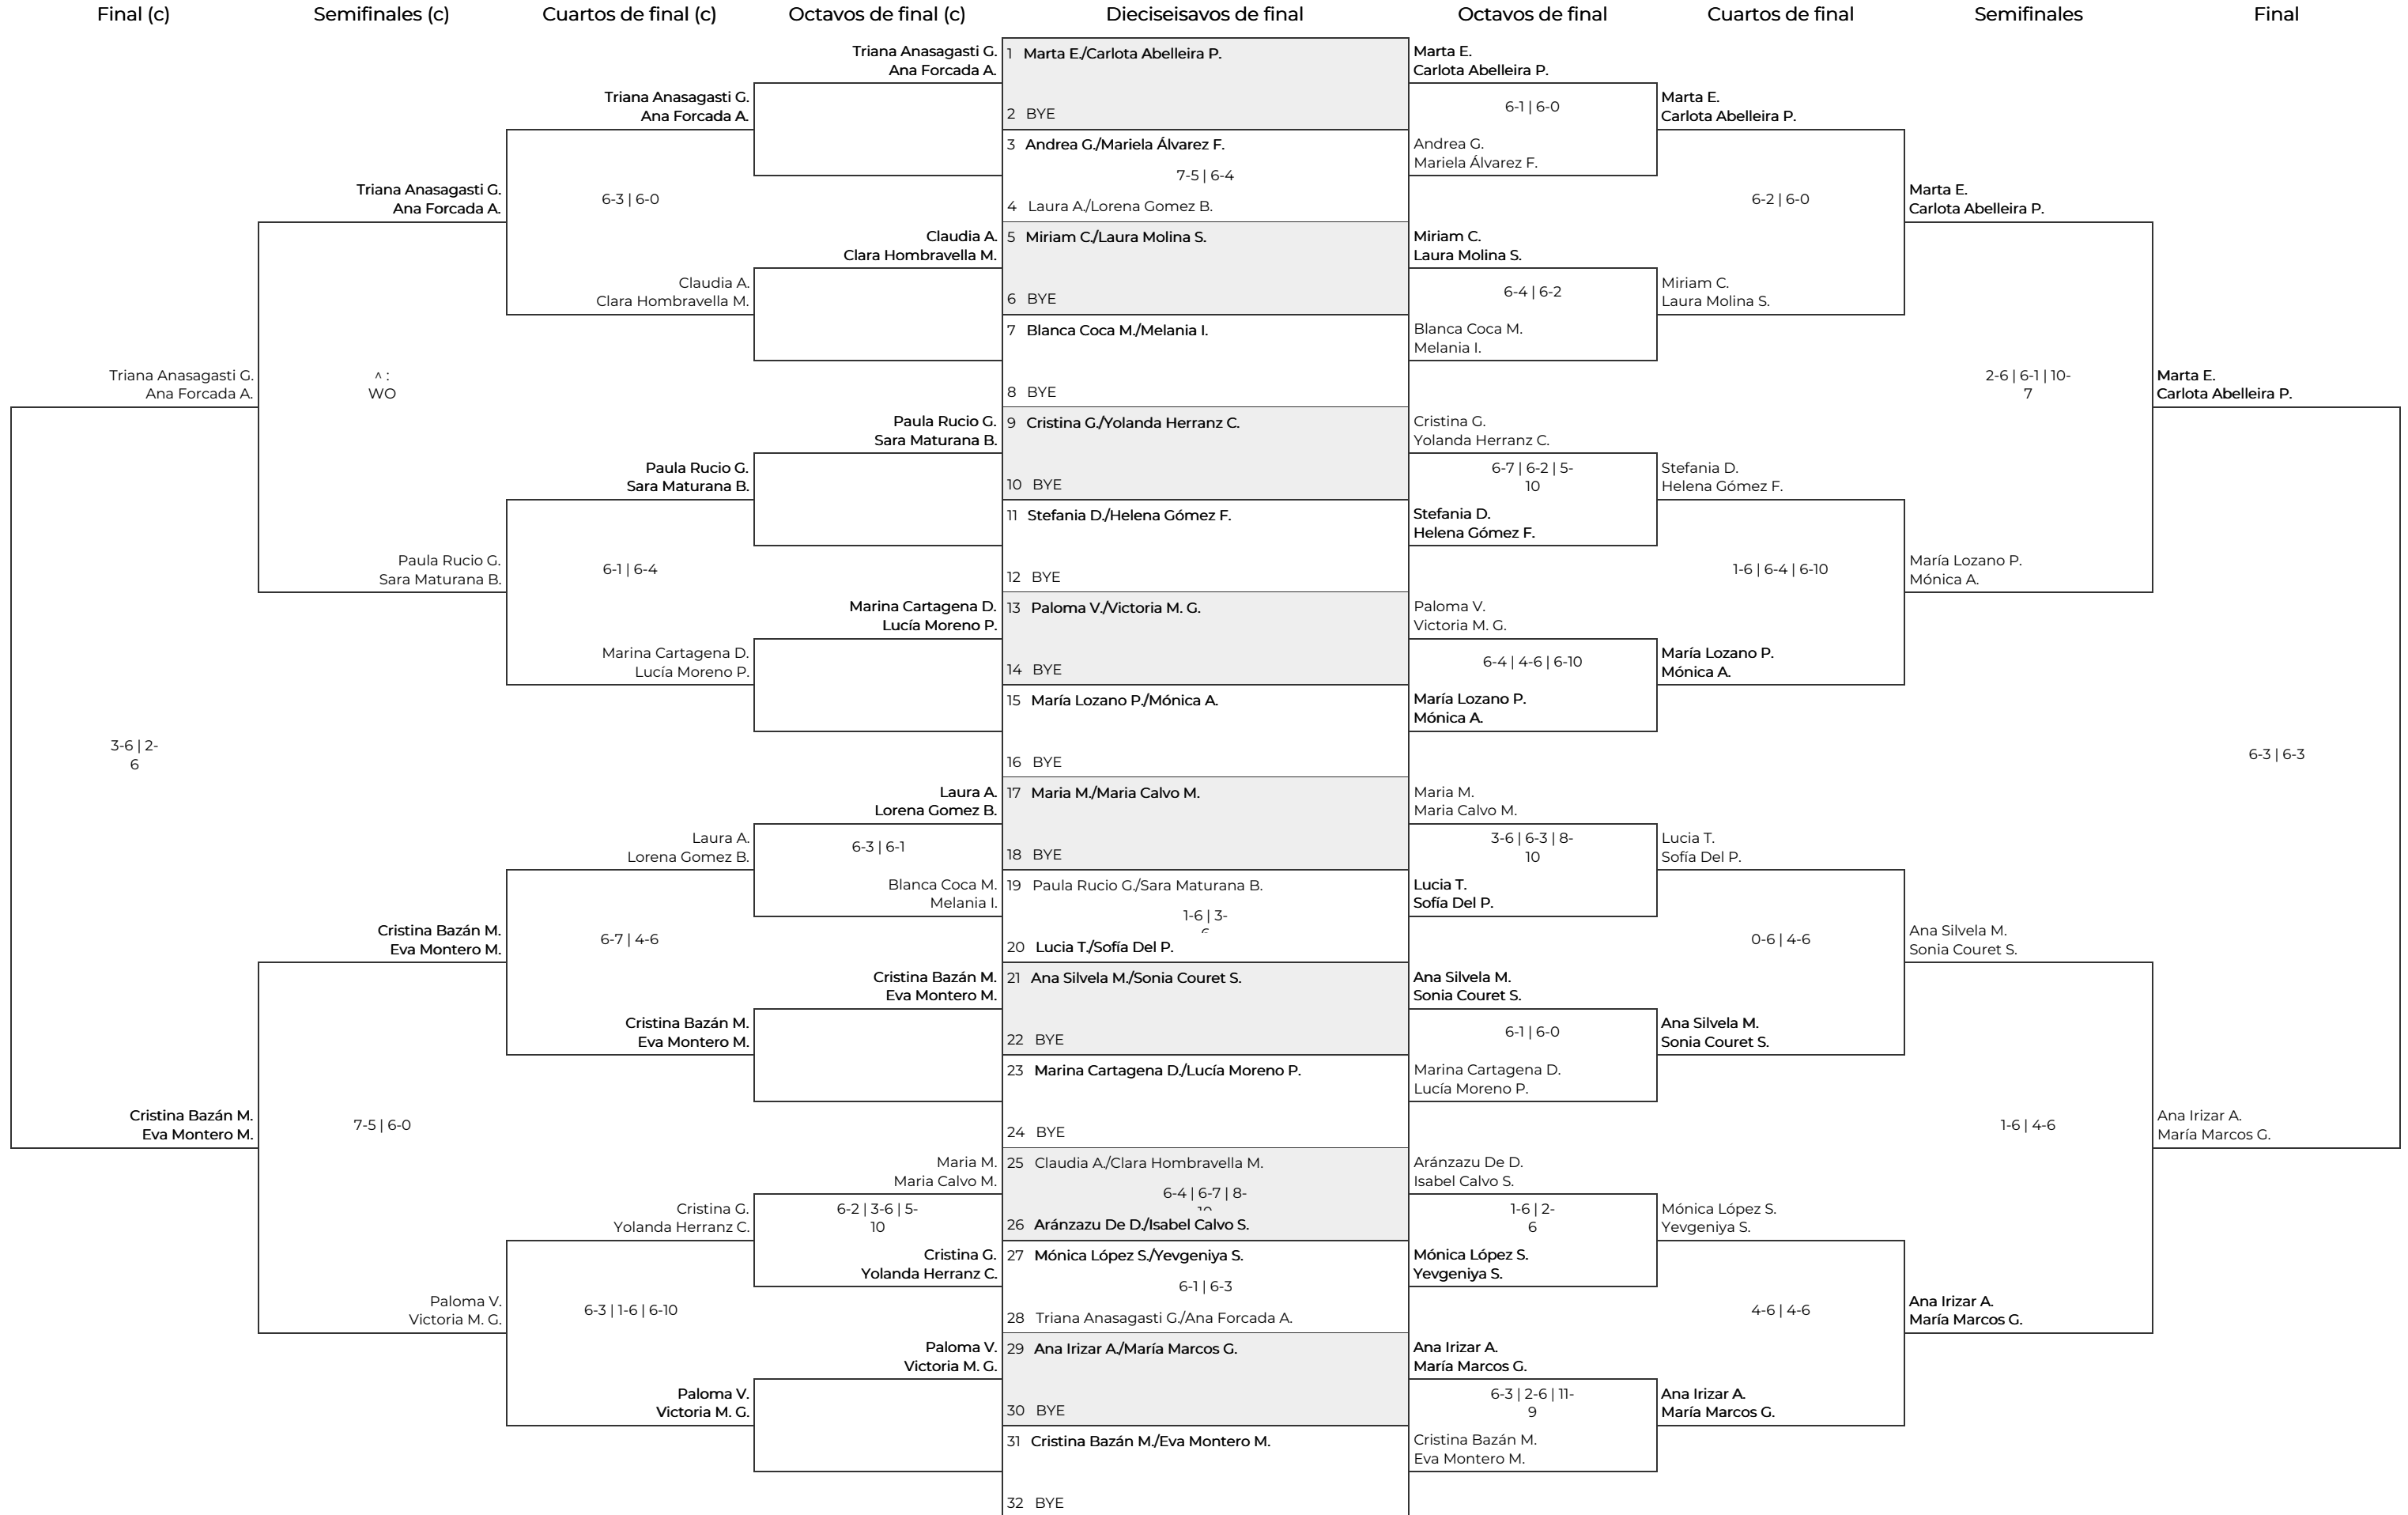 Final (c)
Semifinales (c)
Cuartos de final (c)
Octavos de final (c)
Dieciseisavos de final
Octavos de final
Cuartos de final
Semifinales
Final
Triana Anasagasti G.
Ana Forcada A.
3-6 | 2-
6
Cristina Bazán M.
Eva Montero M.
Triana Anasagasti G.
Ana Forcada A.
^ :
WO
Paula Rucio G.
Sara Maturana B.
Cristina Bazán M.
Eva Montero M.
7-5 | 6-0
Paloma V.
Victoria M. G.
Triana Anasagasti G.
Ana Forcada A.
6-3 | 6-0
Claudia A.
Clara Hombravella M.
Paula Rucio G.
Sara Maturana B.
6-1 | 6-4
Marina Cartagena D.
Lucía Moreno P.
Laura A.
Lorena Gomez B.
6-7 | 4-6
Cristina Bazán M.
Eva Montero M.
Cristina G.
Yolanda Herranz C.
6-3 | 1-6 | 6-10
Paloma V.
Victoria M. G.
Triana Anasagasti G.
Ana Forcada A.
Claudia A.
Clara Hombravella M.
Paula Rucio G.
Sara Maturana B.
Marina Cartagena D.
Lucía Moreno P.
Laura A.
Lorena Gomez B.
6-3 | 6-1
Blanca Coca M.
Melania I.
Cristina Bazán M.
Eva Montero M.
Maria M.
Maria Calvo M.
6-2 | 3-6 | 5-
10
Cristina G.
Yolanda Herranz C.
Paloma V.
Victoria M. G.
1 Marta E./Carlota Abelleira P.
2 BYE
3 Andrea G./Mariela Álvarez F.
7-5 | 6-4
4 Laura A./Lorena Gomez B.
5 Miriam C./Laura Molina S.
6 BYE
7 Blanca Coca M./Melania I.
8 BYE
9 Cristina G./Yolanda Herranz C.
10 BYE
11 Stefania D./Helena Gómez F.
12 BYE
13 Paloma V./Victoria M. G.
14 BYE
15 María Lozano P./Mónica A.
16 BYE
17 Maria M./Maria Calvo M.
18 BYE
19 Paula Rucio G./Sara Maturana B.
1-6 | 3-
20 Lucia T./Sofía Del P.
21 Ana Silvela M./Sonia Couret S.
22 BYE
23 Marina Cartagena D./Lucía Moreno P.
24 BYE
25 Claudia A./Clara Hombravella M.
6-4 | 6-7 | 8-
26 Aránzazu De D./Isabel Calvo S.
27 Mónica López S./Yevgeniya S.
6-1 | 6-3
28 Triana Anasagasti G./Ana Forcada A.
29 Ana Irizar A./María Marcos G.
30 BYE
31 Cristina Bazán M./Eva Montero M.
32 BYE
Marta E.
Carlota Abelleira P.
6-1 | 6-0
Andrea G.
Mariela Álvarez F.
Miriam C.
Laura Molina S.
6-4 | 6-2
Blanca Coca M.
Melania I.
Cristina G.
Yolanda Herranz C.
6-7 | 6-2 | 5-
10
Stefania D.
Helena Gómez F.
Paloma V.
Victoria M. G.
6-4 | 4-6 | 6-10
María Lozano P.
Mónica A.
Maria M.
Maria Calvo M.
3-6 | 6-3 | 8-
10
Lucia T.
Sofía Del P.
Ana Silvela M.
Sonia Couret S.
6-1 | 6-0
Marina Cartagena D.
Lucía Moreno P.
Aránzazu De D.
Isabel Calvo S.
1-6 | 2-
6
Mónica López S.
Yevgeniya S.
Ana Irizar A.
María Marcos G.
6-3 | 2-6 | 11-
9
Cristina Bazán M.
Eva Montero M.
Marta E.
Carlota Abelleira P.
6-2 | 6-0
Miriam C.
Laura Molina S.
Stefania D.
Helena Gómez F.
1-6 | 6-4 | 6-10
María Lozano P.
Mónica A.
Lucia T.
Sofía Del P.
0-6 | 4-6
Ana Silvela M.
Sonia Couret S.
Mónica López S.
Yevgeniya S.
4-6 | 4-6
Ana Irizar A.
María Marcos G.
Marta E.
Carlota Abelleira P.
2-6 | 6-1 | 10-
7
María Lozano P.
Mónica A.
Ana Silvela M.
Sonia Couret S.
1-6 | 4-6
Ana Irizar A.
María Marcos G.
Marta E.
Carlota Abelleira P.
6-3 | 6-3
Ana Irizar A.
María Marcos G.